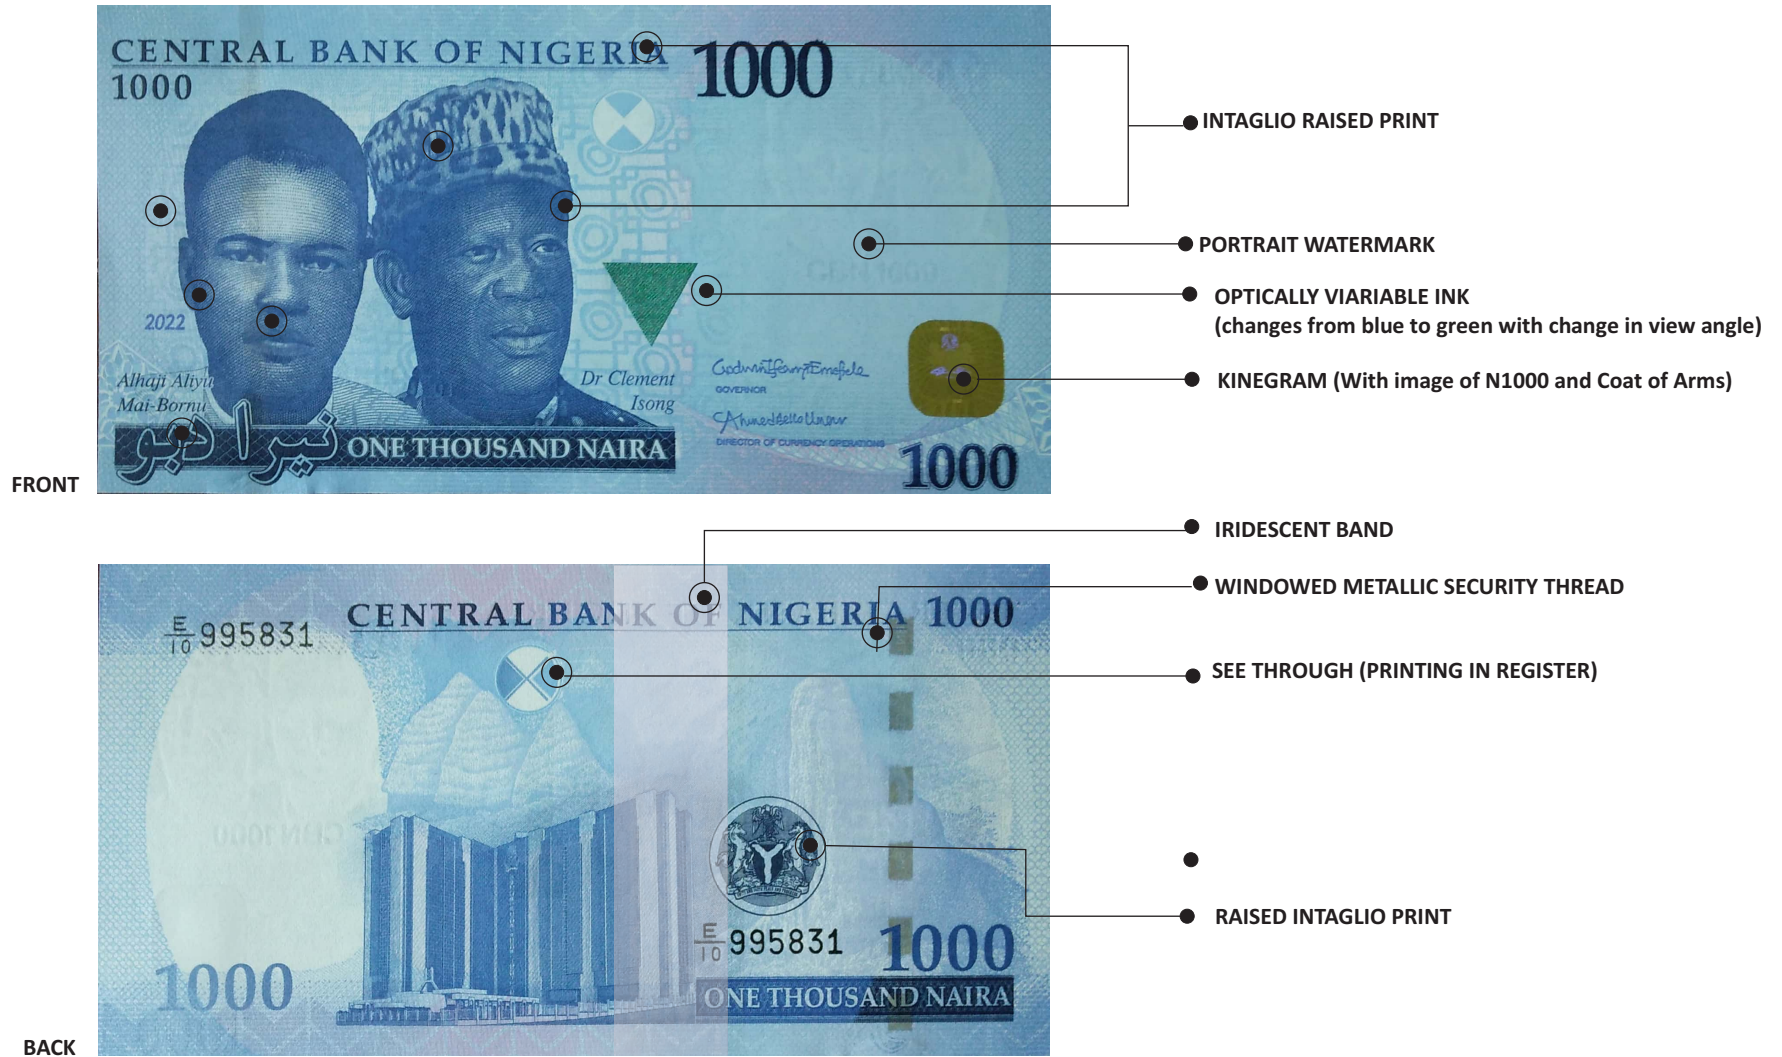 CENTRAL BANK OF NIGERIA
1000
1000
INTAGLIO RAISED PRINT
PORTRAIT WATERMARK
CBN1000
OPTICALLY VIARIABLE INK
(changes from blue to green with change in view angle)
2022
KINEGRAM (With image of N1000 and Coat of Arms)
Alhaji Aliyu
Mai-Bornu
Dr Clement
Isong
GOVERNOR
DIRECTOR OF CURRENCY OPERATIONS
نيرا دبو
ONE THOUSAND NAIRA
1000
FRONT
IRIDESCENT BAND
WINDOWED METALLIC SECURITY THREAD
E/10 995831
CENTRAL BANK OF NIGERIA 1000
SEE THROUGH (PRINTING IN REGISTER)
CBN1000
RAISED INTAGLIO PRINT
E/10 995831
1000
1000
ONE THOUSAND NAIRA
BACK